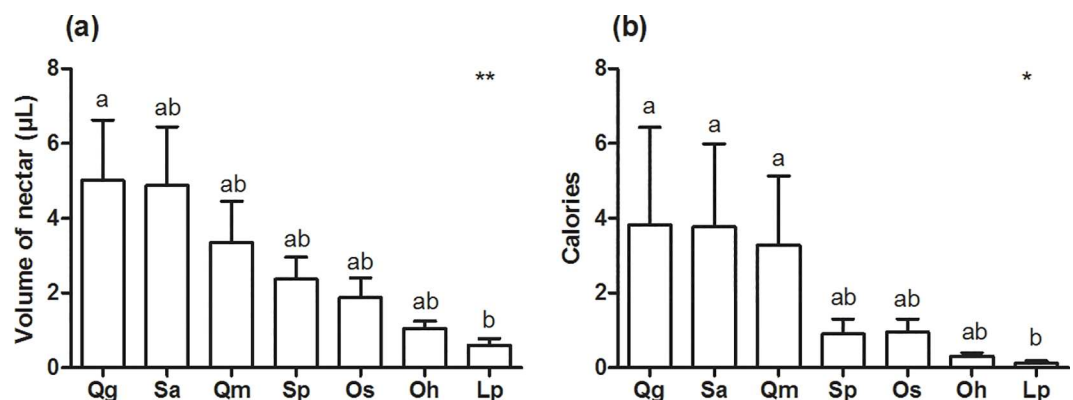 (a)
Volume of nectar (µL)
8
6
4
2
0
a
ab
ab
ab
ab
ab
b
**
Qg Sa Qm Sp Os Oh Lp
(b)
Calories
8
6
4
2
0
a
a
a
ab
ab
ab
b
*
Qg Sa Qm Sp Os Oh Lp